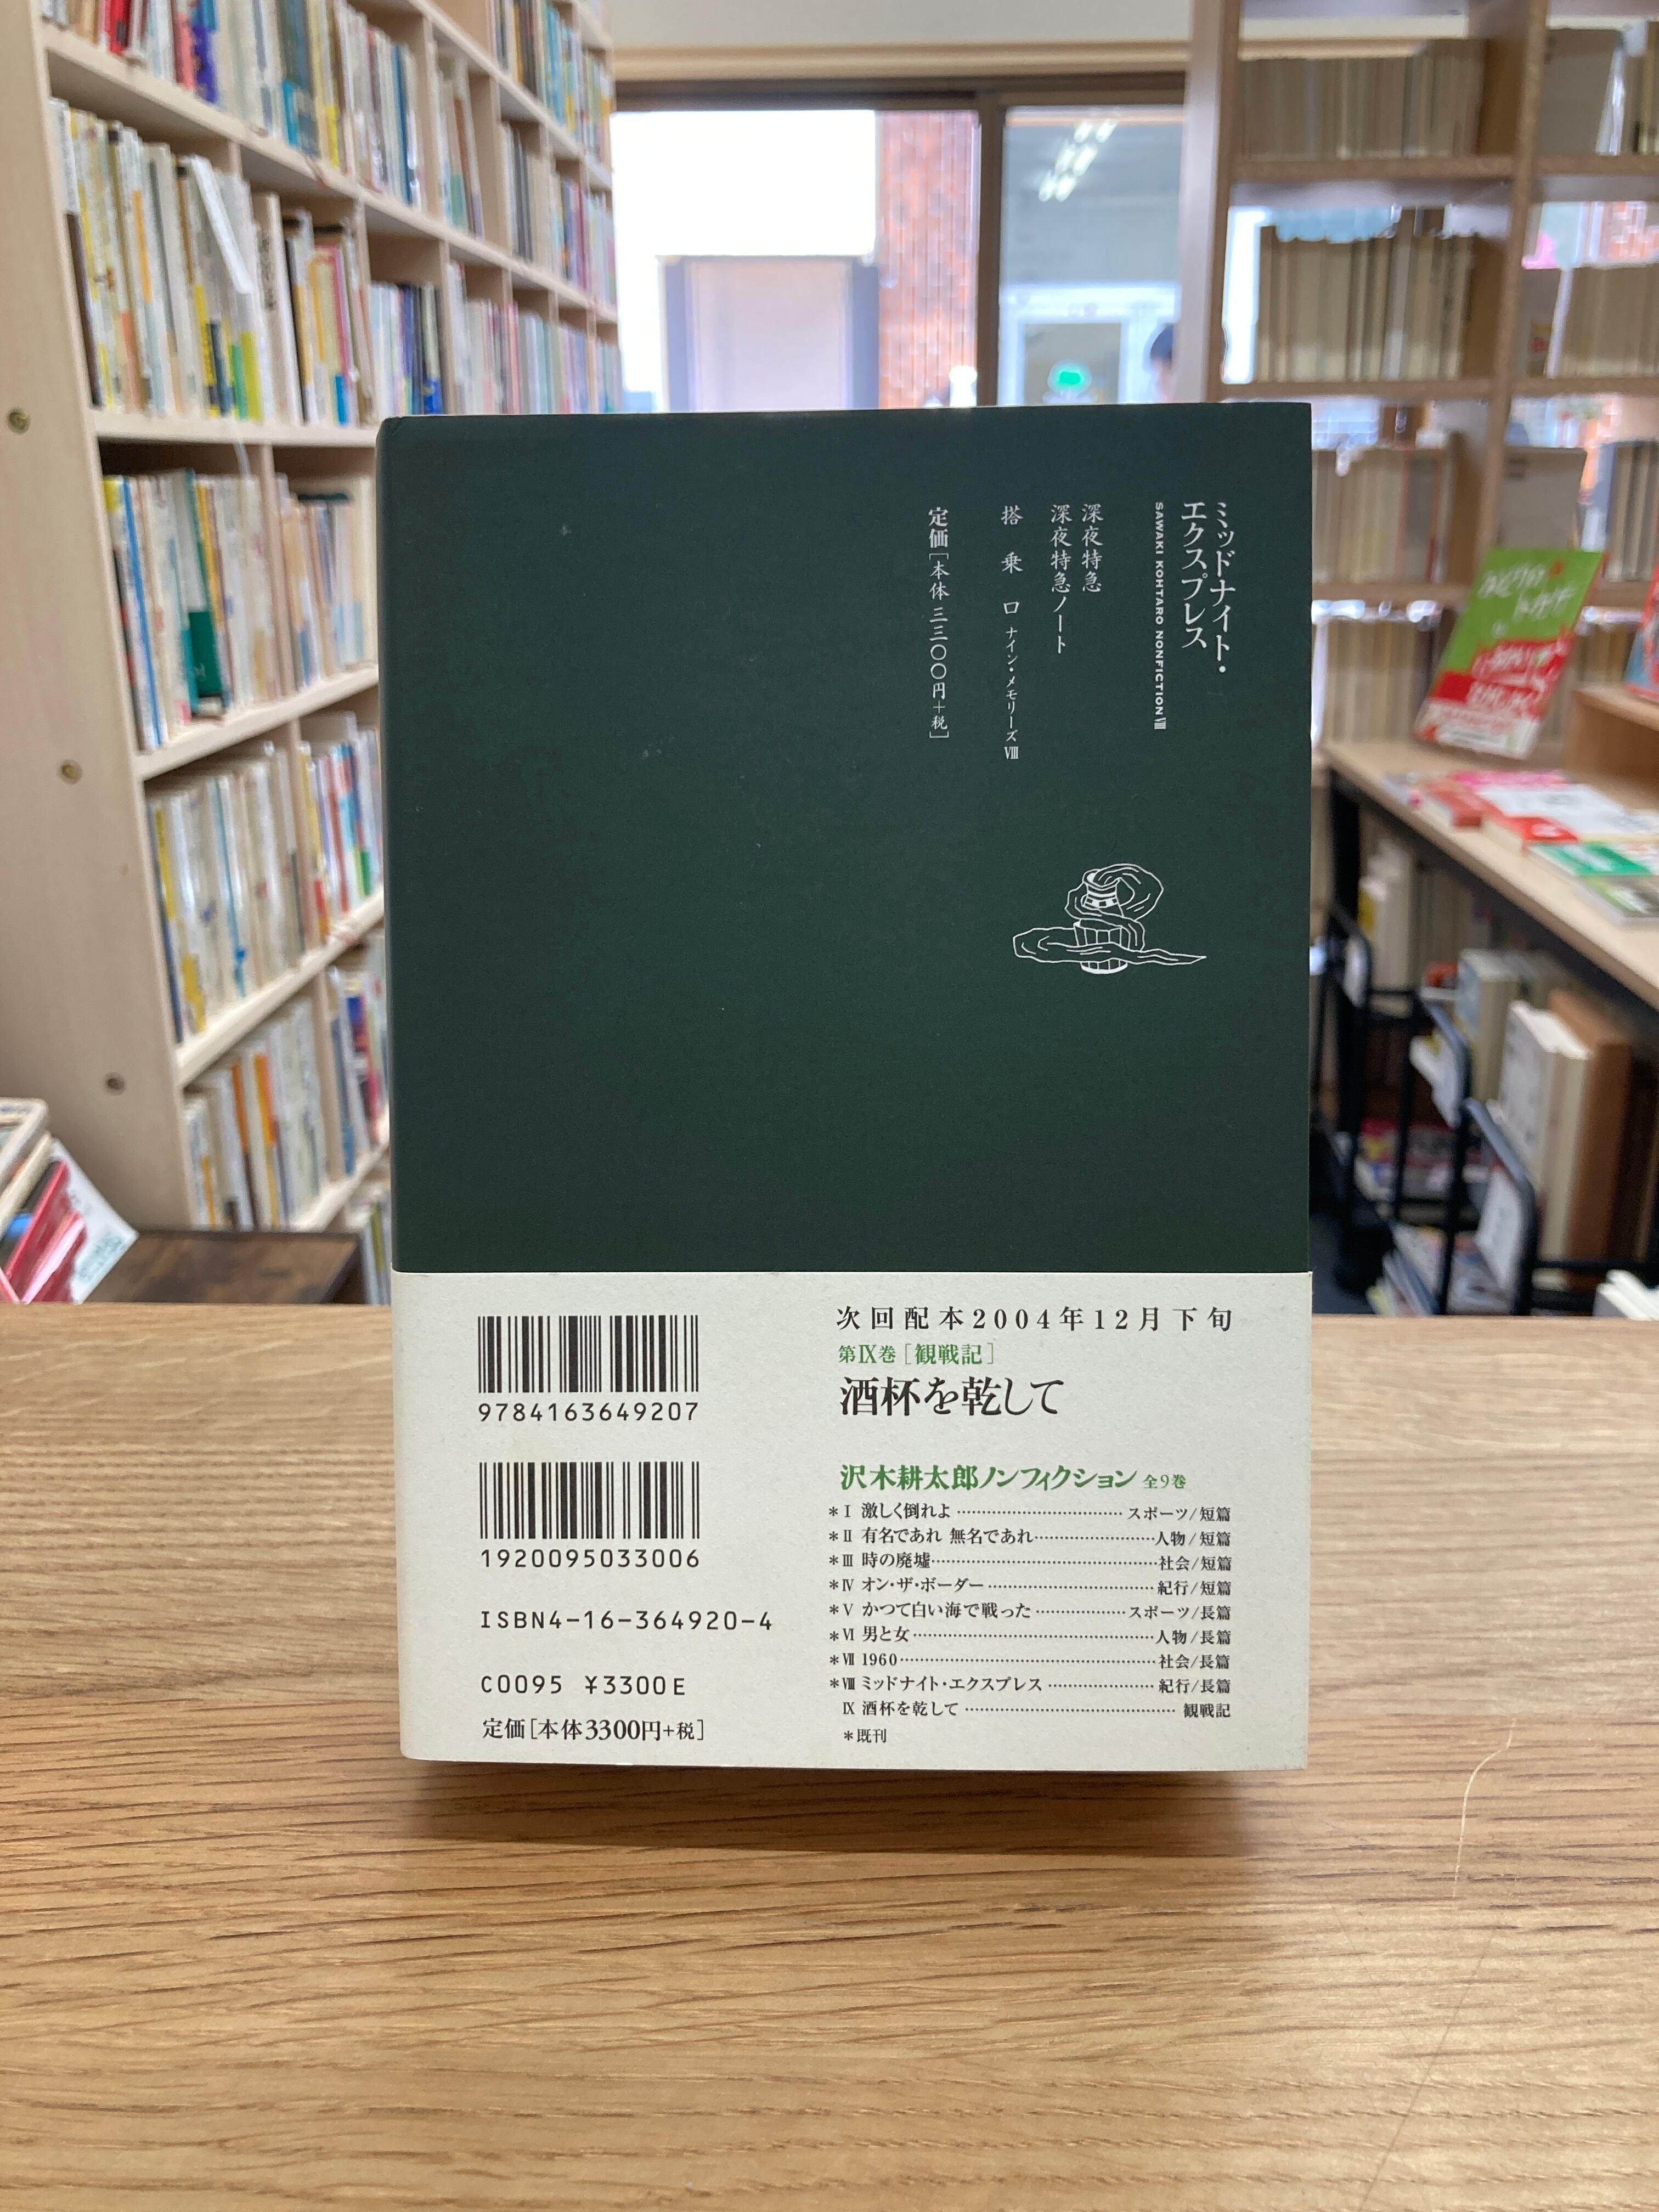 ミッドナイト・
エクスプレス
SAWAKI KOHTARO NONFICTION Ⅷ
深夜特急
深夜特急ノート
搭乗口 ナイン・メモリーズⅧ
定価[本体三三〇〇円+税]
9784163649207
1920095033006
ISBN4-16-364920-4
C0095 ¥3300E
定価[本体3300円+税]
次回配本2004年12月下旬
第Ⅸ巻[観戦記]
酒杯を乾して
沢木耕太郎ノンフィクション 全9巻
*Ⅰ 激しく倒れよ……………………………スポーツ/短篇
*Ⅱ 有名であれ 無名であれ……………………人物/短篇
*Ⅲ 時の廃墟………………………………………社会/短篇
*Ⅳ オン・ザ・ボーダー……………………………紀行/短篇
*Ⅴ かつて白い海で戦った………………スポーツ/長篇
*Ⅵ 男と女…………………………………………人物/長篇
*Ⅶ 1960……………………………………………社会/長篇
*Ⅷ ミッドナイト・エクスプレス…………………紀行/長篇
Ⅸ 酒杯を乾して……………………………………観戦記
*既刊